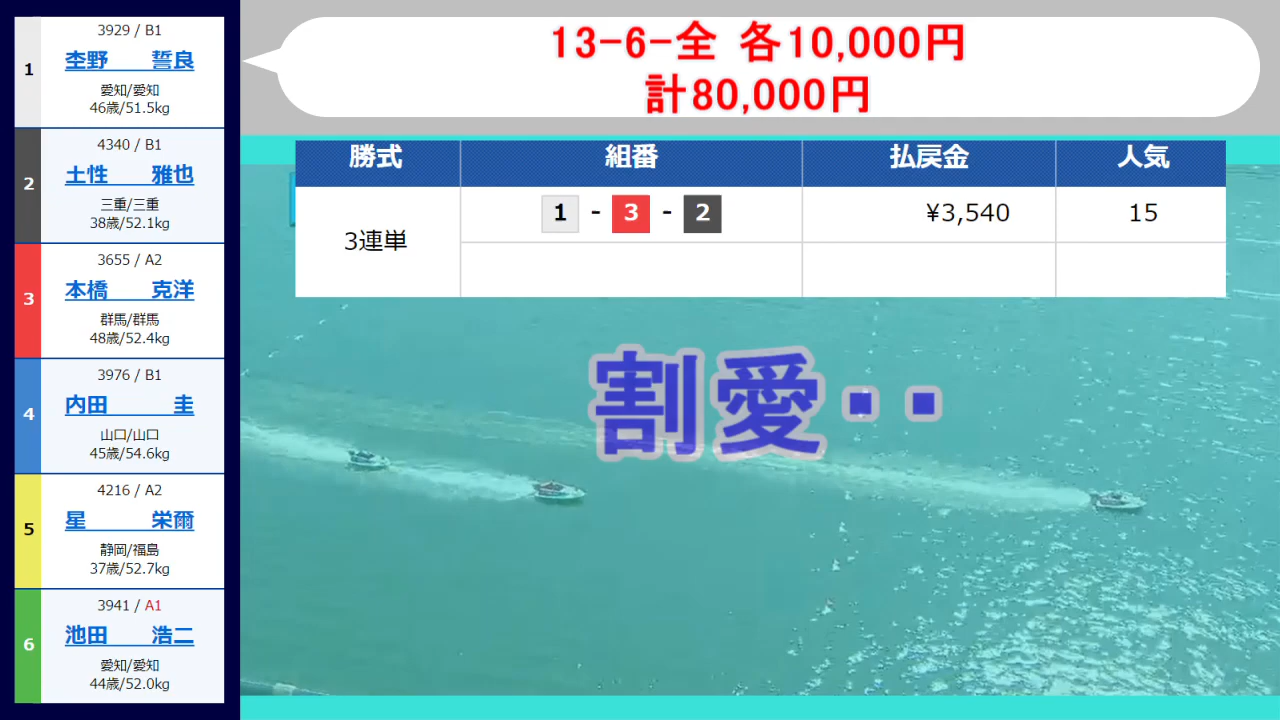 1
3929 / B1
杢野 誓良
愛知/愛知
46歳/51.5kg
2
4340 / B1
土性 雅也
三重/三重
38歳/52.1kg
3
3655 / A2
本橋 克洋
群馬/群馬
48歳/52.4kg
4
3976 / B1
内田 圭
山口/山口
45歳/54.6kg
5
4216 / A2
星 栄爾
静岡/福島
37歳/52.7kg
6
3941 / A1
池田 浩二
愛知/愛知
44歳/52.0kg
13-6-全 各10,000円
計80,000円
勝式 組番 払戻金 人気
3連単 1 - 3 - 2 ¥3,540 15
割愛・・